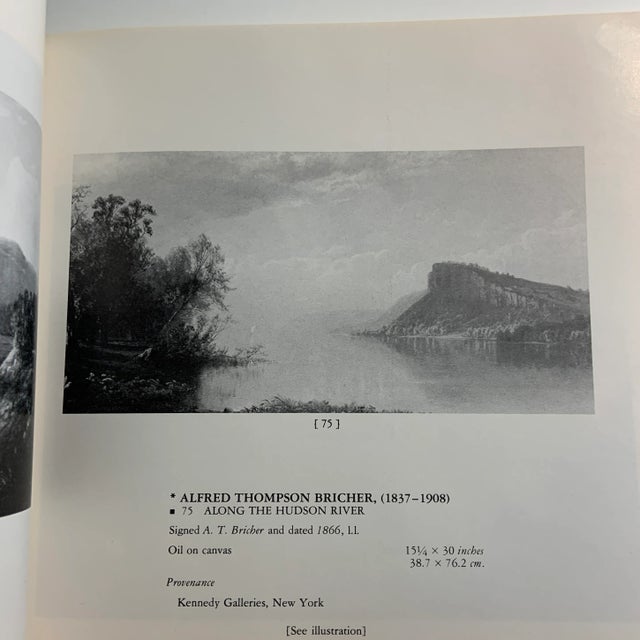 [ 75 ]
* ALFRED THOMPSON BRICHER, (1837–1908)
■ 75 ALONG THE HUDSON RIVER
Signed A. T. Bricher and dated 1866, l.l.
Oil on canvas 15¼ × 30 inches
38.7 × 76.2 cm.
Provenance
Kennedy Galleries, New York
[See illustration]